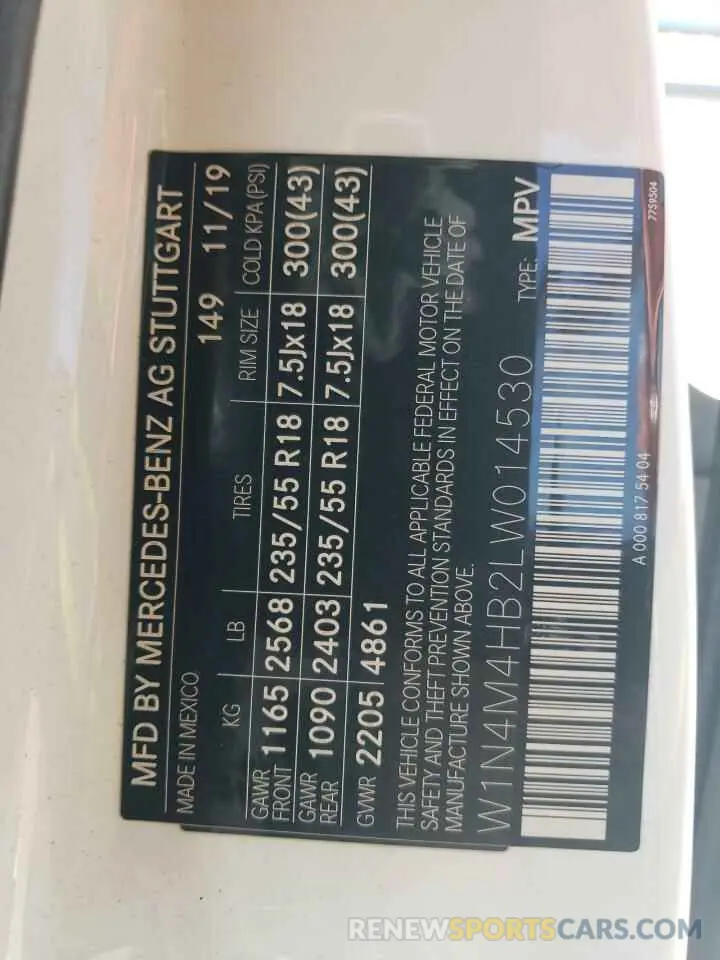 MFD BY MERCEDES-BENZ AG STUTTGART
MADE IN MEXICO 149 11/19
KG LB TIRES RIM SIZE COLD KPA (PSI)
GAWR FRONT 1165 2568 235/55 R18 7.5Jx18 300(43)
GAWR REAR 1090 2403 235/55 R18 7.5Jx18 300(43)
GVWR 2205 4861
THIS VEHICLE CONFORMS TO ALL APPLICABLE FEDERAL MOTOR VEHICLE
SAFETY AND THEFT PREVENTION STANDARDS IN EFFECT ON THE DATE OF
MANUFACTURE SHOWN ABOVE.
W1N4M4HB2LW014530 TYPE: MPV
A 000 817 54 04
7759504
RENEWSPORTSCARS.COM